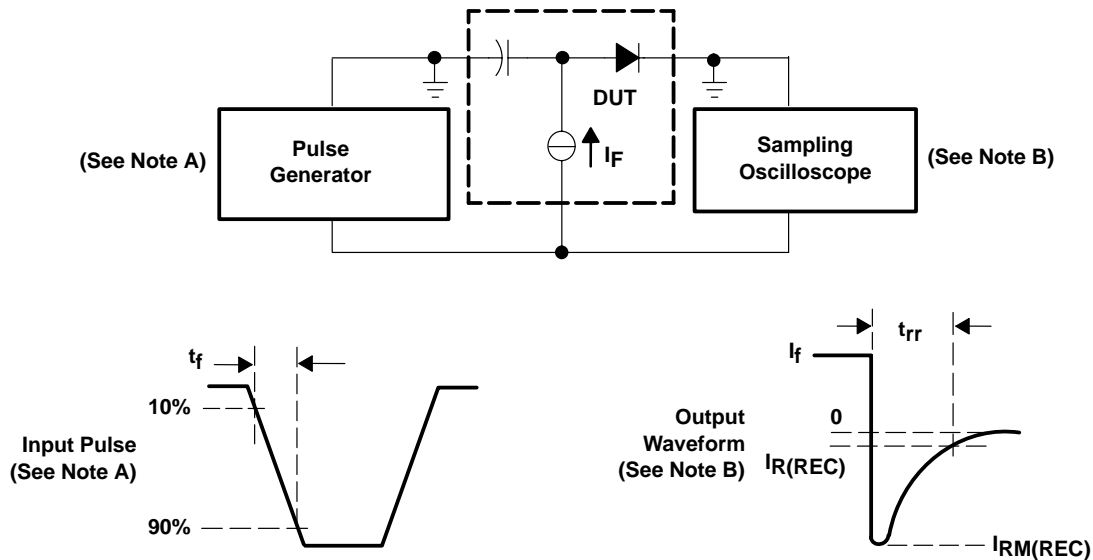 DUT
(See Note A)
Pulse
Generator
I_F
Sampling
Oscilloscope
(See Note B)
t_f
10%
Input Pulse
(See Note A)
90%
t_rr
I_f
Output
Waveform
(See Note B)
0
I_R(REC)
I_RM(REC)